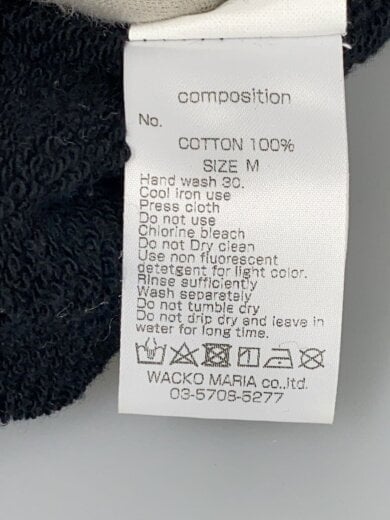 composition
No.
COTTON 100%
SIZE M
Hand wash 30.
Cool iron use
Press cloth
Do not use
Chlorine bleach
Do not Dry clean
Use non fluorescent
detetgent for light color.
Rinse sufficiently
Wash separately
Do not tumble dry
Do not drip dry and leave in
water for long time.
WACKO MARIA co.,ltd.
03-5708-5277